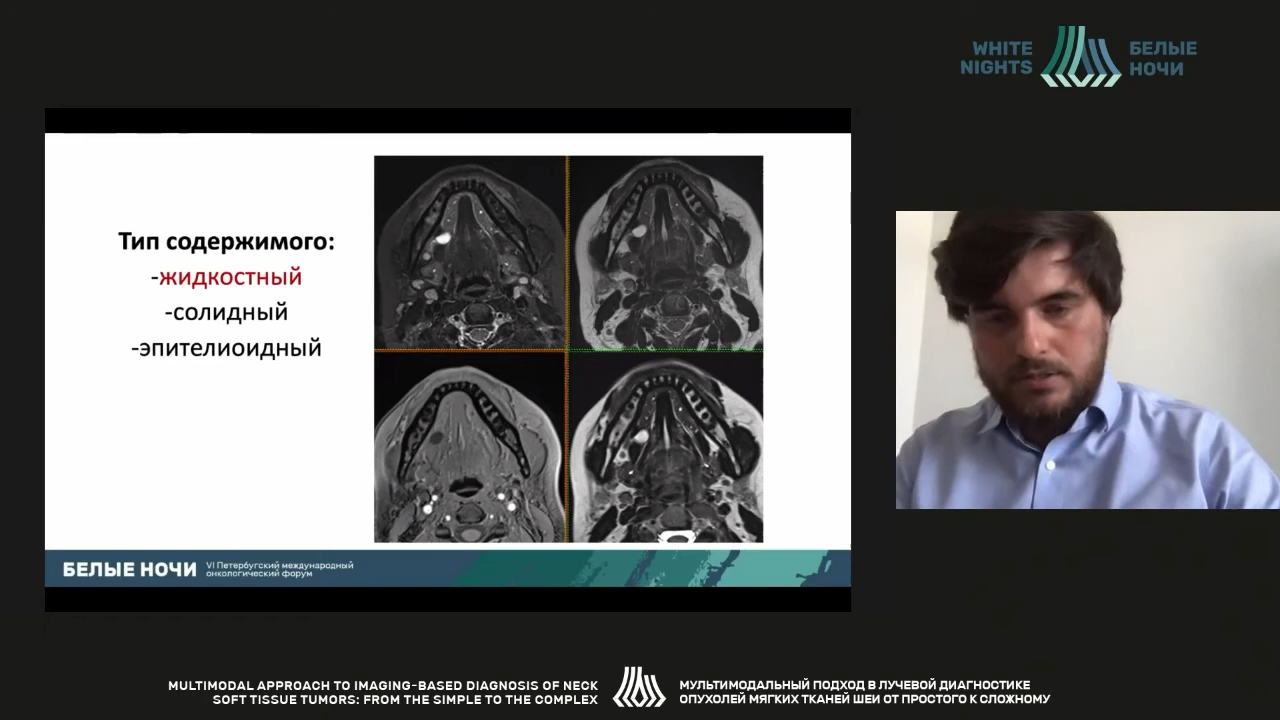 WHITE
NIGHTS
БЕЛЫЕ
НОЧИ
Тип содержимого:
-жидкостный
-солидный
-эпителиоидный
БЕЛЫЕ НОЧИ
VI Петербугский международный
онкологический форум
MULTIMODAL APPROACH TO IMAGING-BASED DIAGNOSIS OF NECK
SOFT TISSUE TUMORS: FROM THE SIMPLE TO THE COMPLEX
МУЛЬТИМОДАЛЬНЫЙ ПОДХОД В ЛУЧЕВОЙ ДИАГНОСТИКЕ
ОПУХОЛЕЙ МЯГКИХ ТКАНЕЙ ШЕИ ОТ ПРОСТОГО К СЛОЖНОМУ